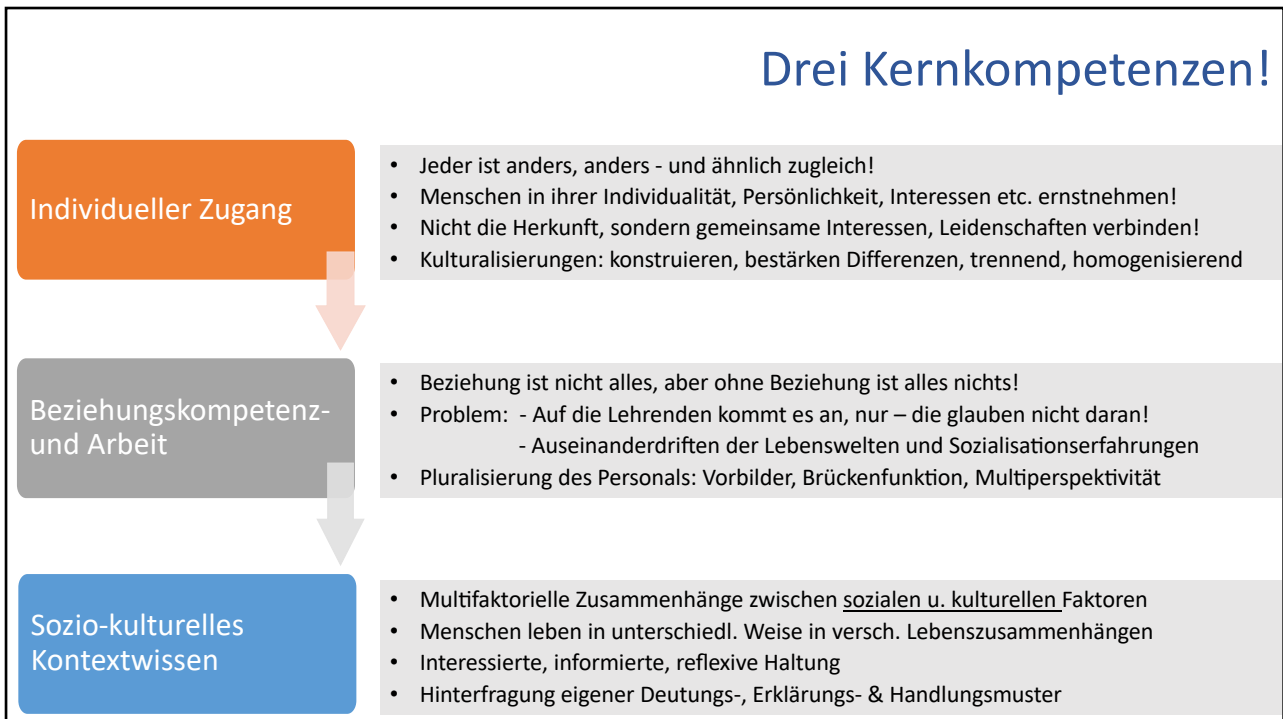 Drei Kernkompetenzen!
Individueller Zugang
• Jeder ist anders, anders - und ähnlich zugleich!
• Menschen in ihrer Individualität, Persönlichkeit, Interessen etc. ernstnehmen!
• Nicht die Herkunft, sondern gemeinsame Interessen, Leidenschaften verbinden!
• Kulturalisierungen: konstruieren, bestärken Differenzen, trennend, homogenisierend
Beziehungskompetenz-
und Arbeit
• Beziehung ist nicht alles, aber ohne Beziehung ist alles nichts!
• Problem: - Auf die Lehrenden kommt es an, nur – die glauben nicht daran!
- Auseinanderdriften der Lebenswelten und Sozialisationserfahrungen
• Pluralisierung des Personals: Vorbilder, Brückenfunktion, Multiperspektivität
Sozio-kulturelles
Kontextwissen
• Multifaktorielle Zusammenhänge zwischen sozialen u. kulturellen Faktoren
• Menschen leben in unterschiedl. Weise in versch. Lebenszusammenhängen
• Interessierte, informierte, reflexive Haltung
• Hinterfragung eigener Deutungs-, Erklärungs- & Handlungsmuster